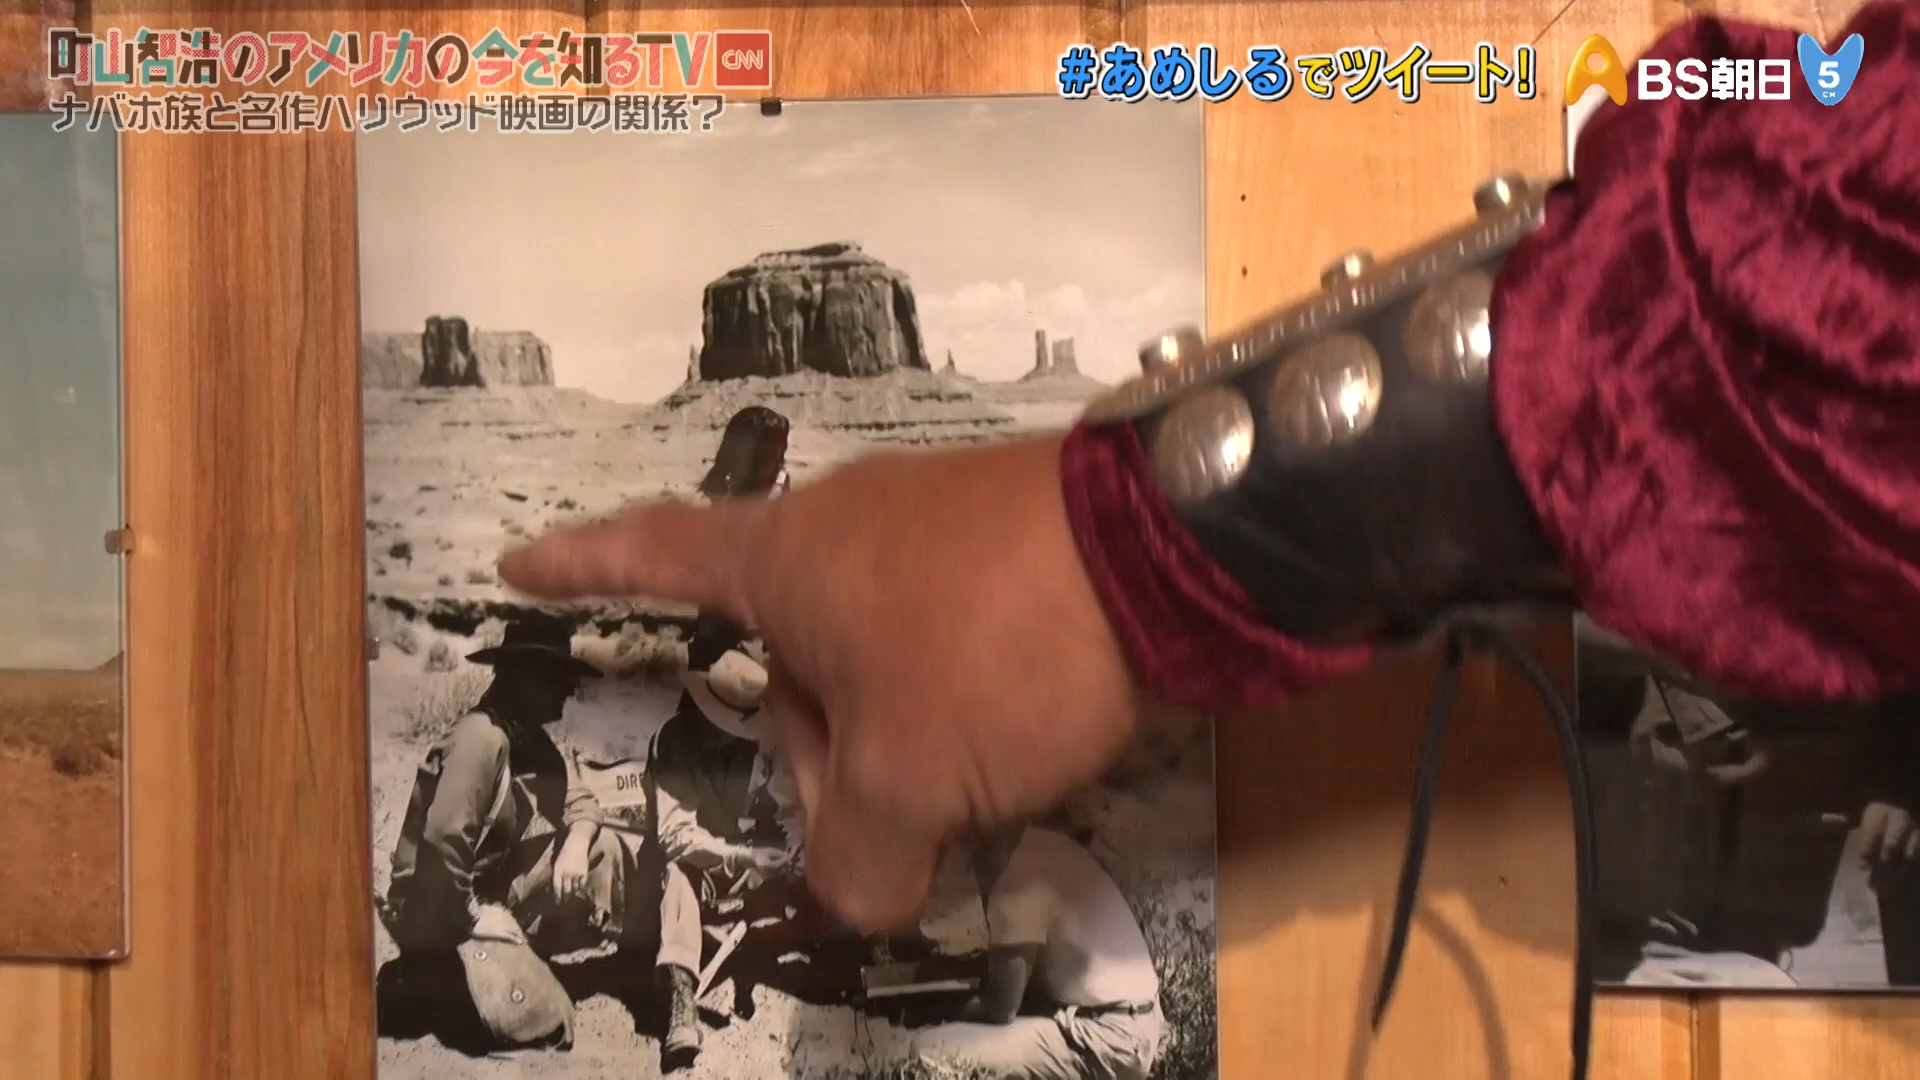 町山智浩のアメリカの今を知るTV CNN
ナバホ族と名作ハリウッド映画の関係?
#あめしるでツイート!
BS朝日 5
CM
DIRE